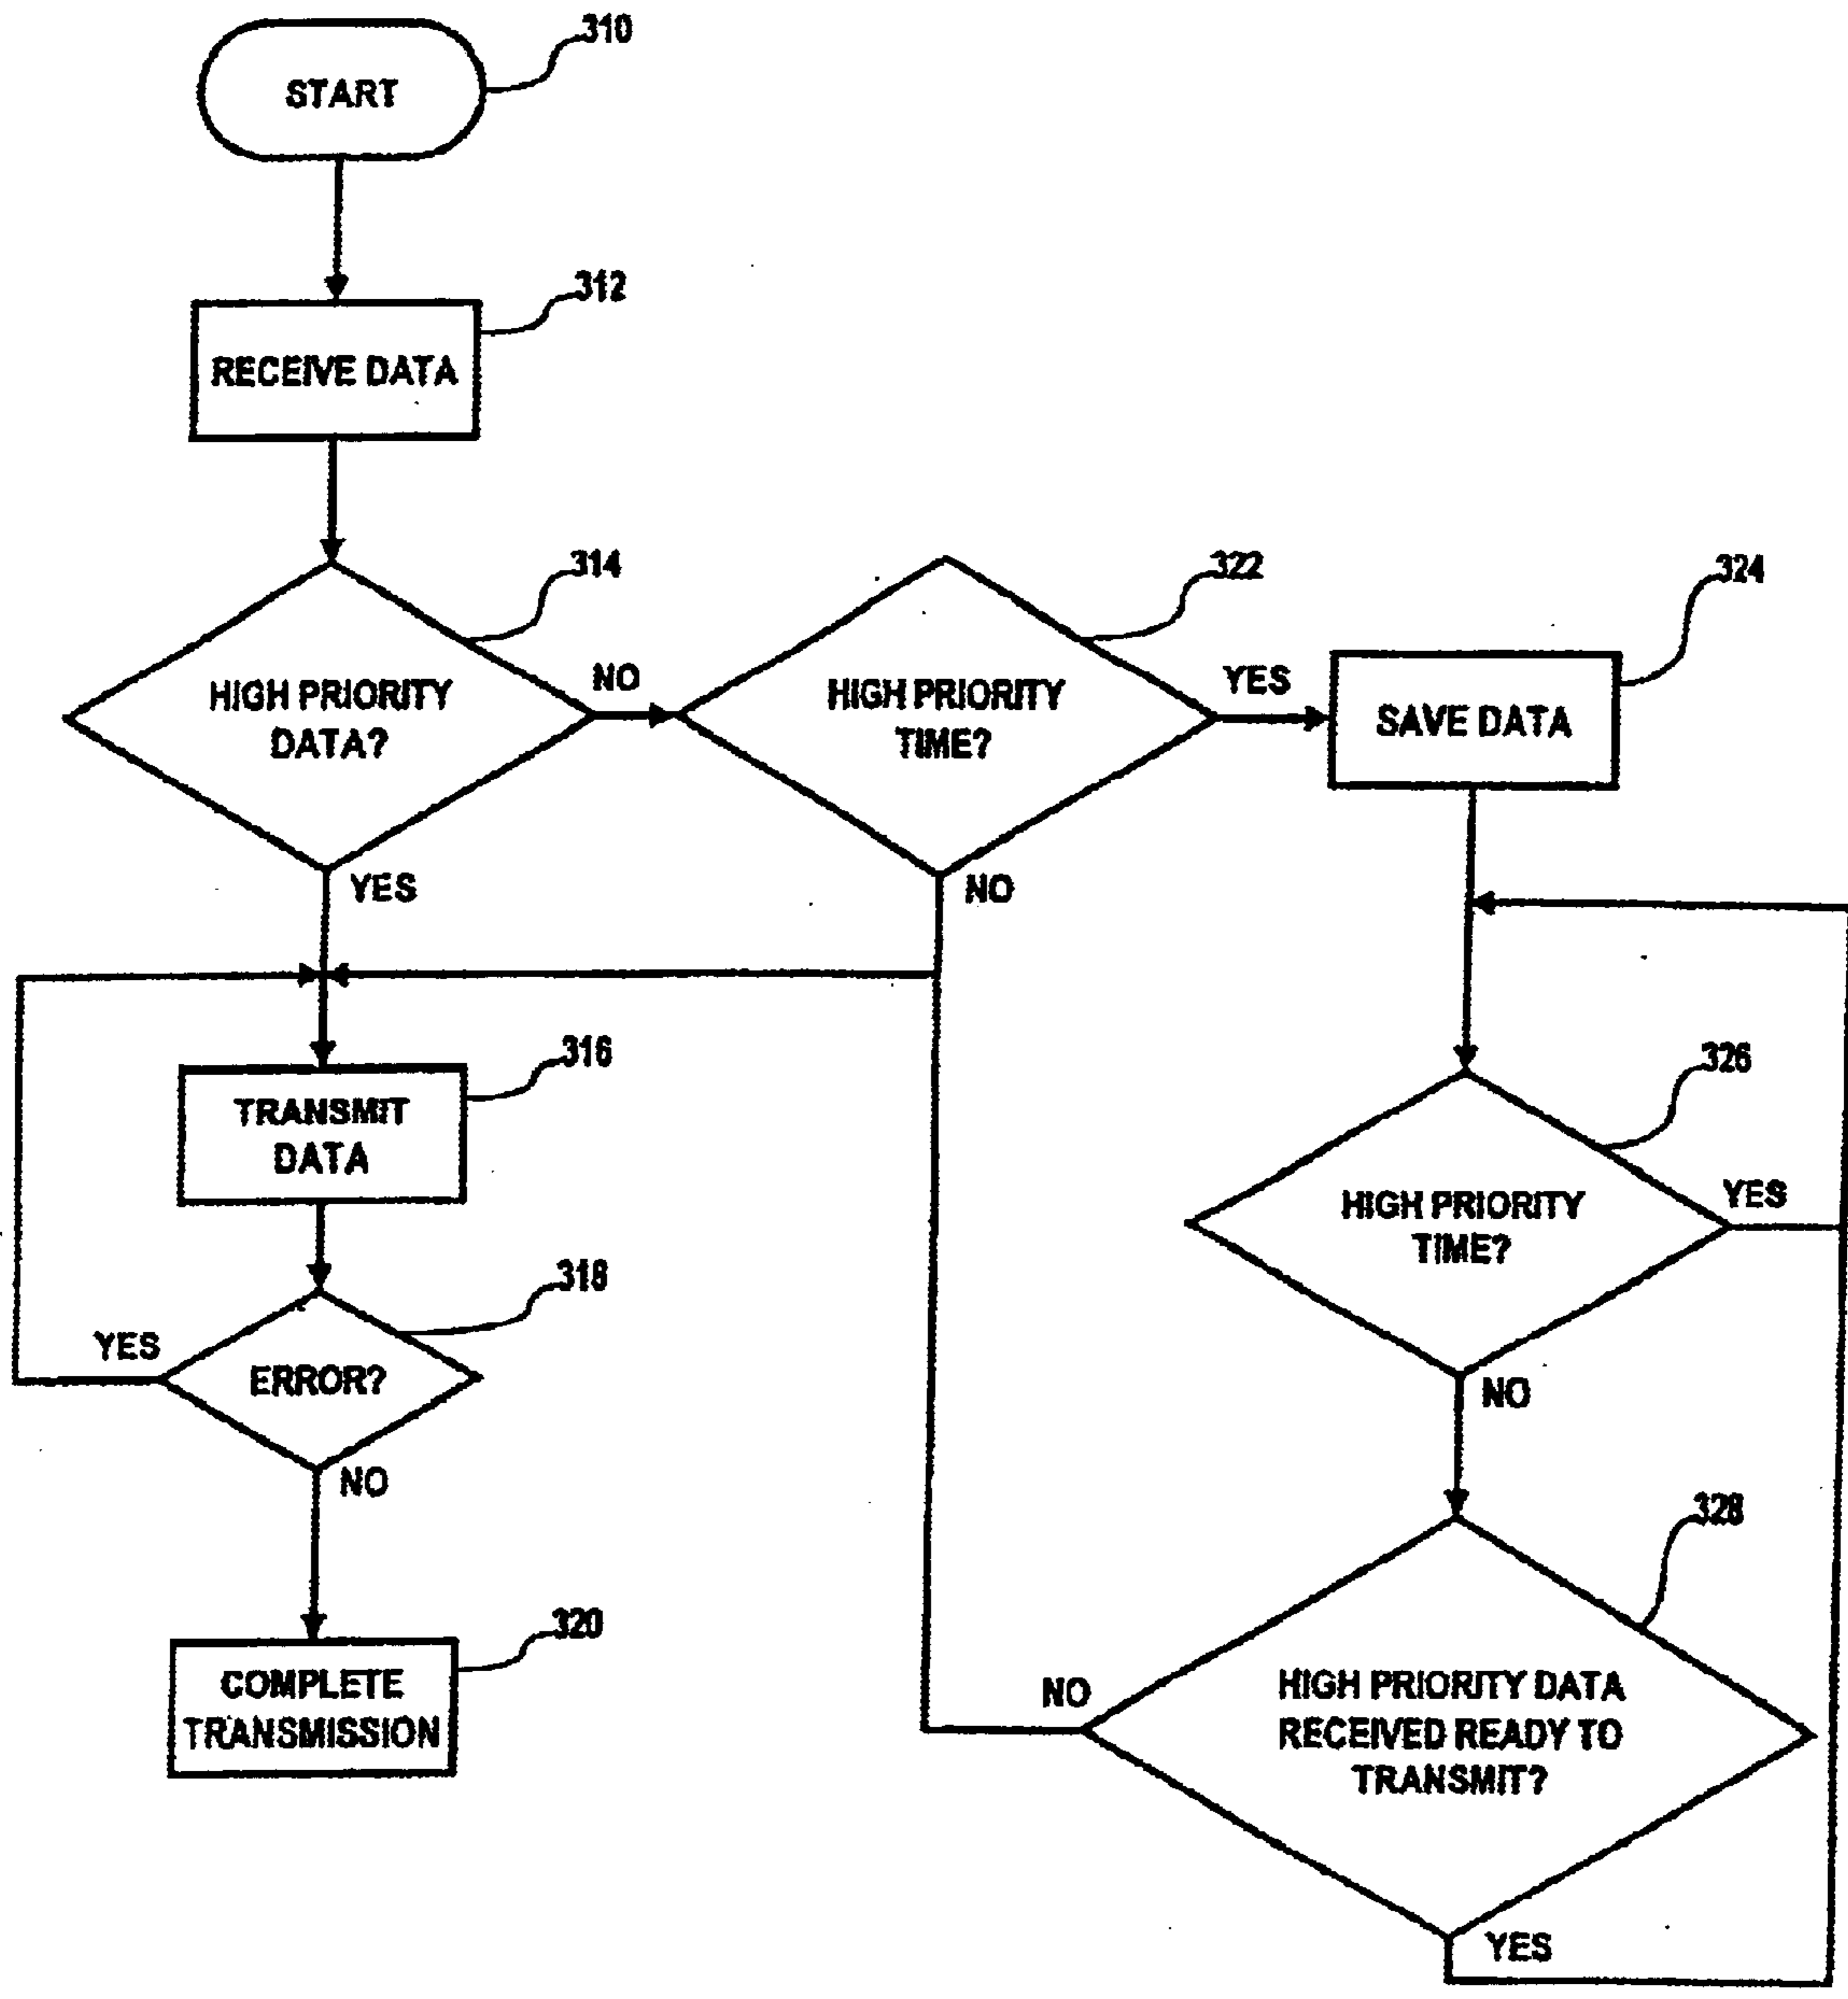 310
START
312
RECEIVE DATA
314
HIGH PRIORITY
DATA?
NO
YES
322
HIGH PRIORITY
TIME?
YES
NO
324
SAVE DATA
316
TRANSMIT
DATA
318
ERROR?
YES
NO
320
COMPLETE
TRANSMISSION
326
HIGH PRIORITY
TIME?
YES
NO
328
HIGH PRIORITY DATA
RECEIVED READY TO
TRANSMIT?
NO
YES